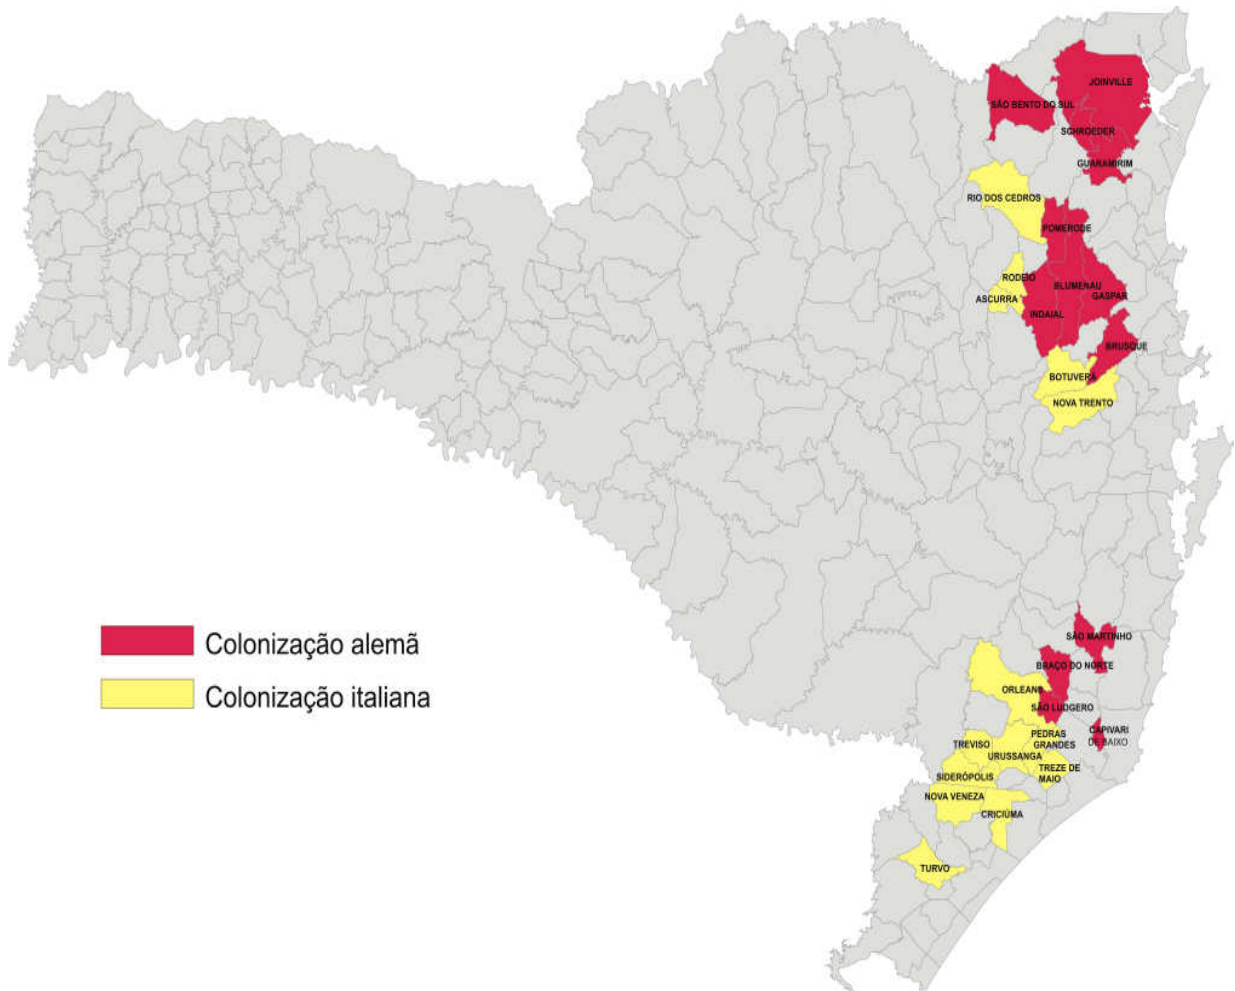 JOINVILLE
SÃO BENTO DO SUL
SCHROEDER
GUARAMIRIM
RIO DOS CEDROS
POMERODE
RODEIO
BLUMENAU
ASCURRA
GASPAR
INDAIAL
BRUSQUE
BOTUVERÁ
NOVA TRENTO
Colonização alemã
Colonização italiana
SÃO MARTINHO
BRAÇO DO NORTE
ORLEANS
SÃO LUDGERO
CAPIVARI
DE BAIXO
PEDRAS
GRANDES
TREVISO
URUSSANGA
TREZE DE
MAIO
SIDERÓPOLIS
NOVA VENEZA
CRICIÚMA
TURVO